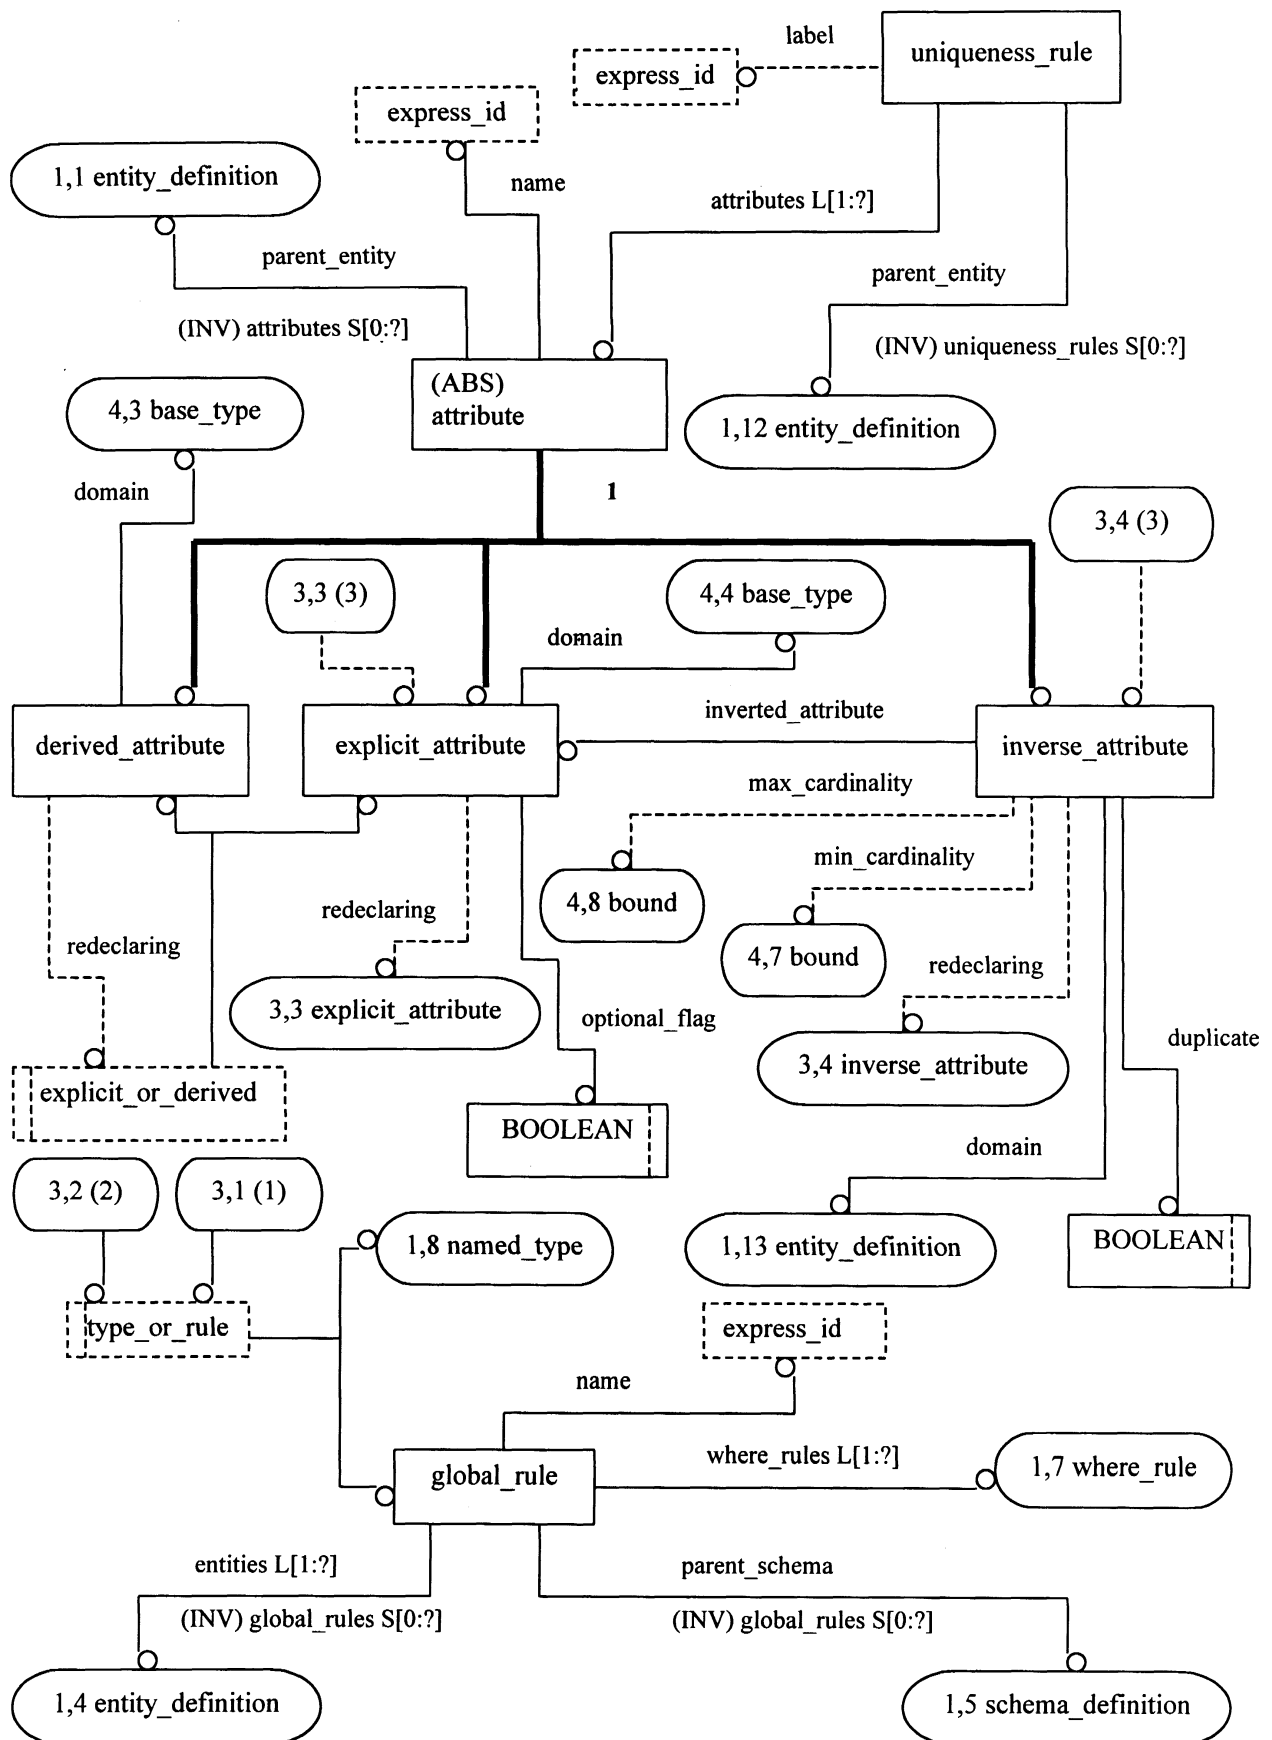 label
uniqueness_rule
express_id
express_id
1,1 entity_definition
name
attributes L[1:?]
parent_entity
parent_entity
(INV) attributes S[0:?]
(INV) uniqueness_rules S[0:?]
(ABS)
attribute
4,3 base_type
1,12 entity_definition
domain
1
3,4 (3)
3,3 (3)
4,4 base_type
domain
inverted_attribute
derived_attribute
explicit_attribute
inverse_attribute
max_cardinality
min_cardinality
4,8 bound
redeclaring
redeclaring
4,7 bound
redeclaring
3,3 explicit_attribute
optional_flag
duplicate
3,4 inverse_attribute
explicit_or_derived
BOOLEAN
domain
3,2 (2)
3,1 (1)
1,8 named_type
1,13 entity_definition
BOOLEAN
type_or_rule
express_id
name
where_rules L[1:?]
global_rule
1,7 where_rule
entities L[1:?]
parent_schema
(INV) global_rules S[0:?]
(INV) global_rules S[0:?]
1,4 entity_definition
1,5 schema_definition